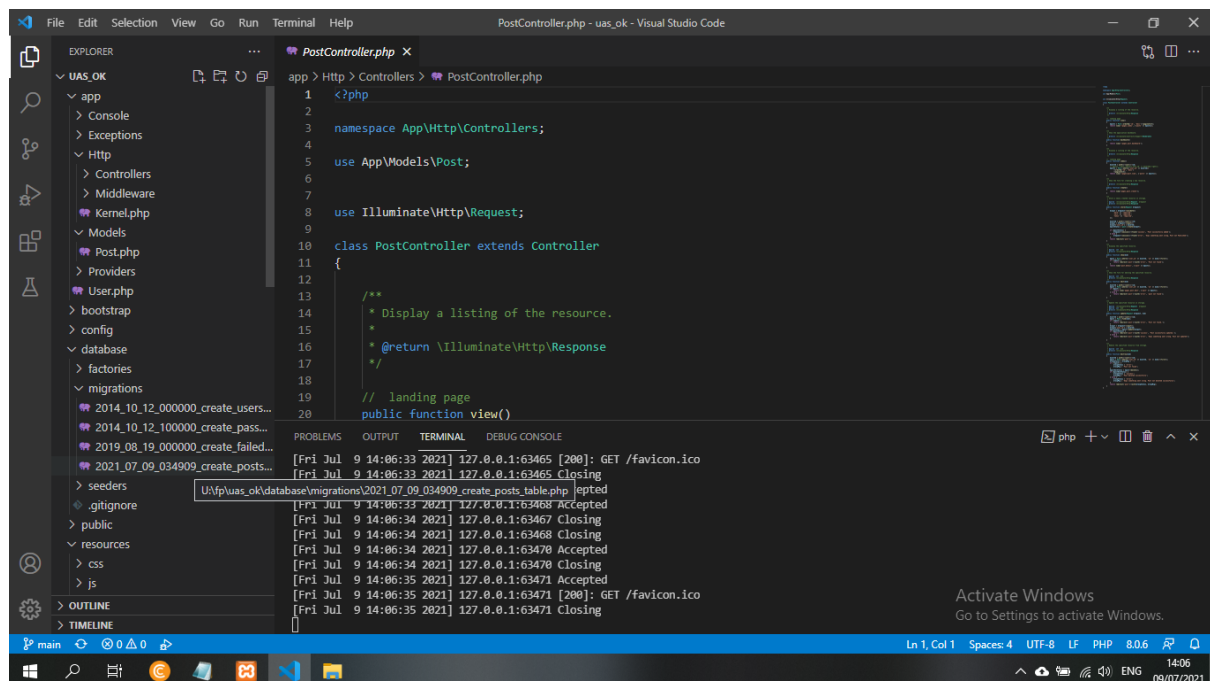 File Edit Selection View Go Run Terminal Help PostController.php - uas_ok - Visual Studio Code
EXPLORER
UAS_OK
app
Console
Exceptions
Http
Controllers
Middleware
Kernel.php
Models
Post.php
Providers
User.php
bootstrap
config
database
factories
migrations
2014_10_12_000000_create_users...
2014_10_12_100000_create_pass...
2019_08_19_000000_create_failed...
2021_07_09_034909_create_posts...
seeders
.gitignore
public
resources
css
js
OUTLINE
TIMELINE
U:\fp\uas_ok\database\migrations\2021_07_09_034909_create_posts_table.php
PostController.php
app > Http > Controllers > PostController.php
1 <?php
2
3 namespace App\Http\Controllers;
4
5 use App\Models\Post;
6
7
8 use Illuminate\Http\Request;
9
10 class PostController extends Controller
11 {
12
13 /**
14 * Display a listing of the resource.
15 *
16 * @return \Illuminate\Http\Response
17 */
18
19 // landing page
20 public function view()
PROBLEMS OUTPUT TERMINAL DEBUG CONSOLE php
[Fri Jul 9 14:06:33 2021] 127.0.0.1:63465 [200]: GET /favicon.ico
[Fri Jul 9 14:06:33 2021] 127.0.0.1:63465 Closing
epted
[Fri Jul 9 14:06:33 2021] 127.0.0.1:63468 Accepted
[Fri Jul 9 14:06:34 2021] 127.0.0.1:63467 Closing
[Fri Jul 9 14:06:34 2021] 127.0.0.1:63468 Closing
[Fri Jul 9 14:06:34 2021] 127.0.0.1:63470 Accepted
[Fri Jul 9 14:06:34 2021] 127.0.0.1:63470 Closing
[Fri Jul 9 14:06:35 2021] 127.0.0.1:63471 Accepted
[Fri Jul 9 14:06:35 2021] 127.0.0.1:63471 [200]: GET /favicon.ico
[Fri Jul 9 14:06:35 2021] 127.0.0.1:63471 Closing
Activate Windows
Go to Settings to activate Windows.
main 0 0 Ln 1, Col 1 Spaces: 4 UTF-8 LF PHP 8.0.6
ENG 14:06
09/07/2021